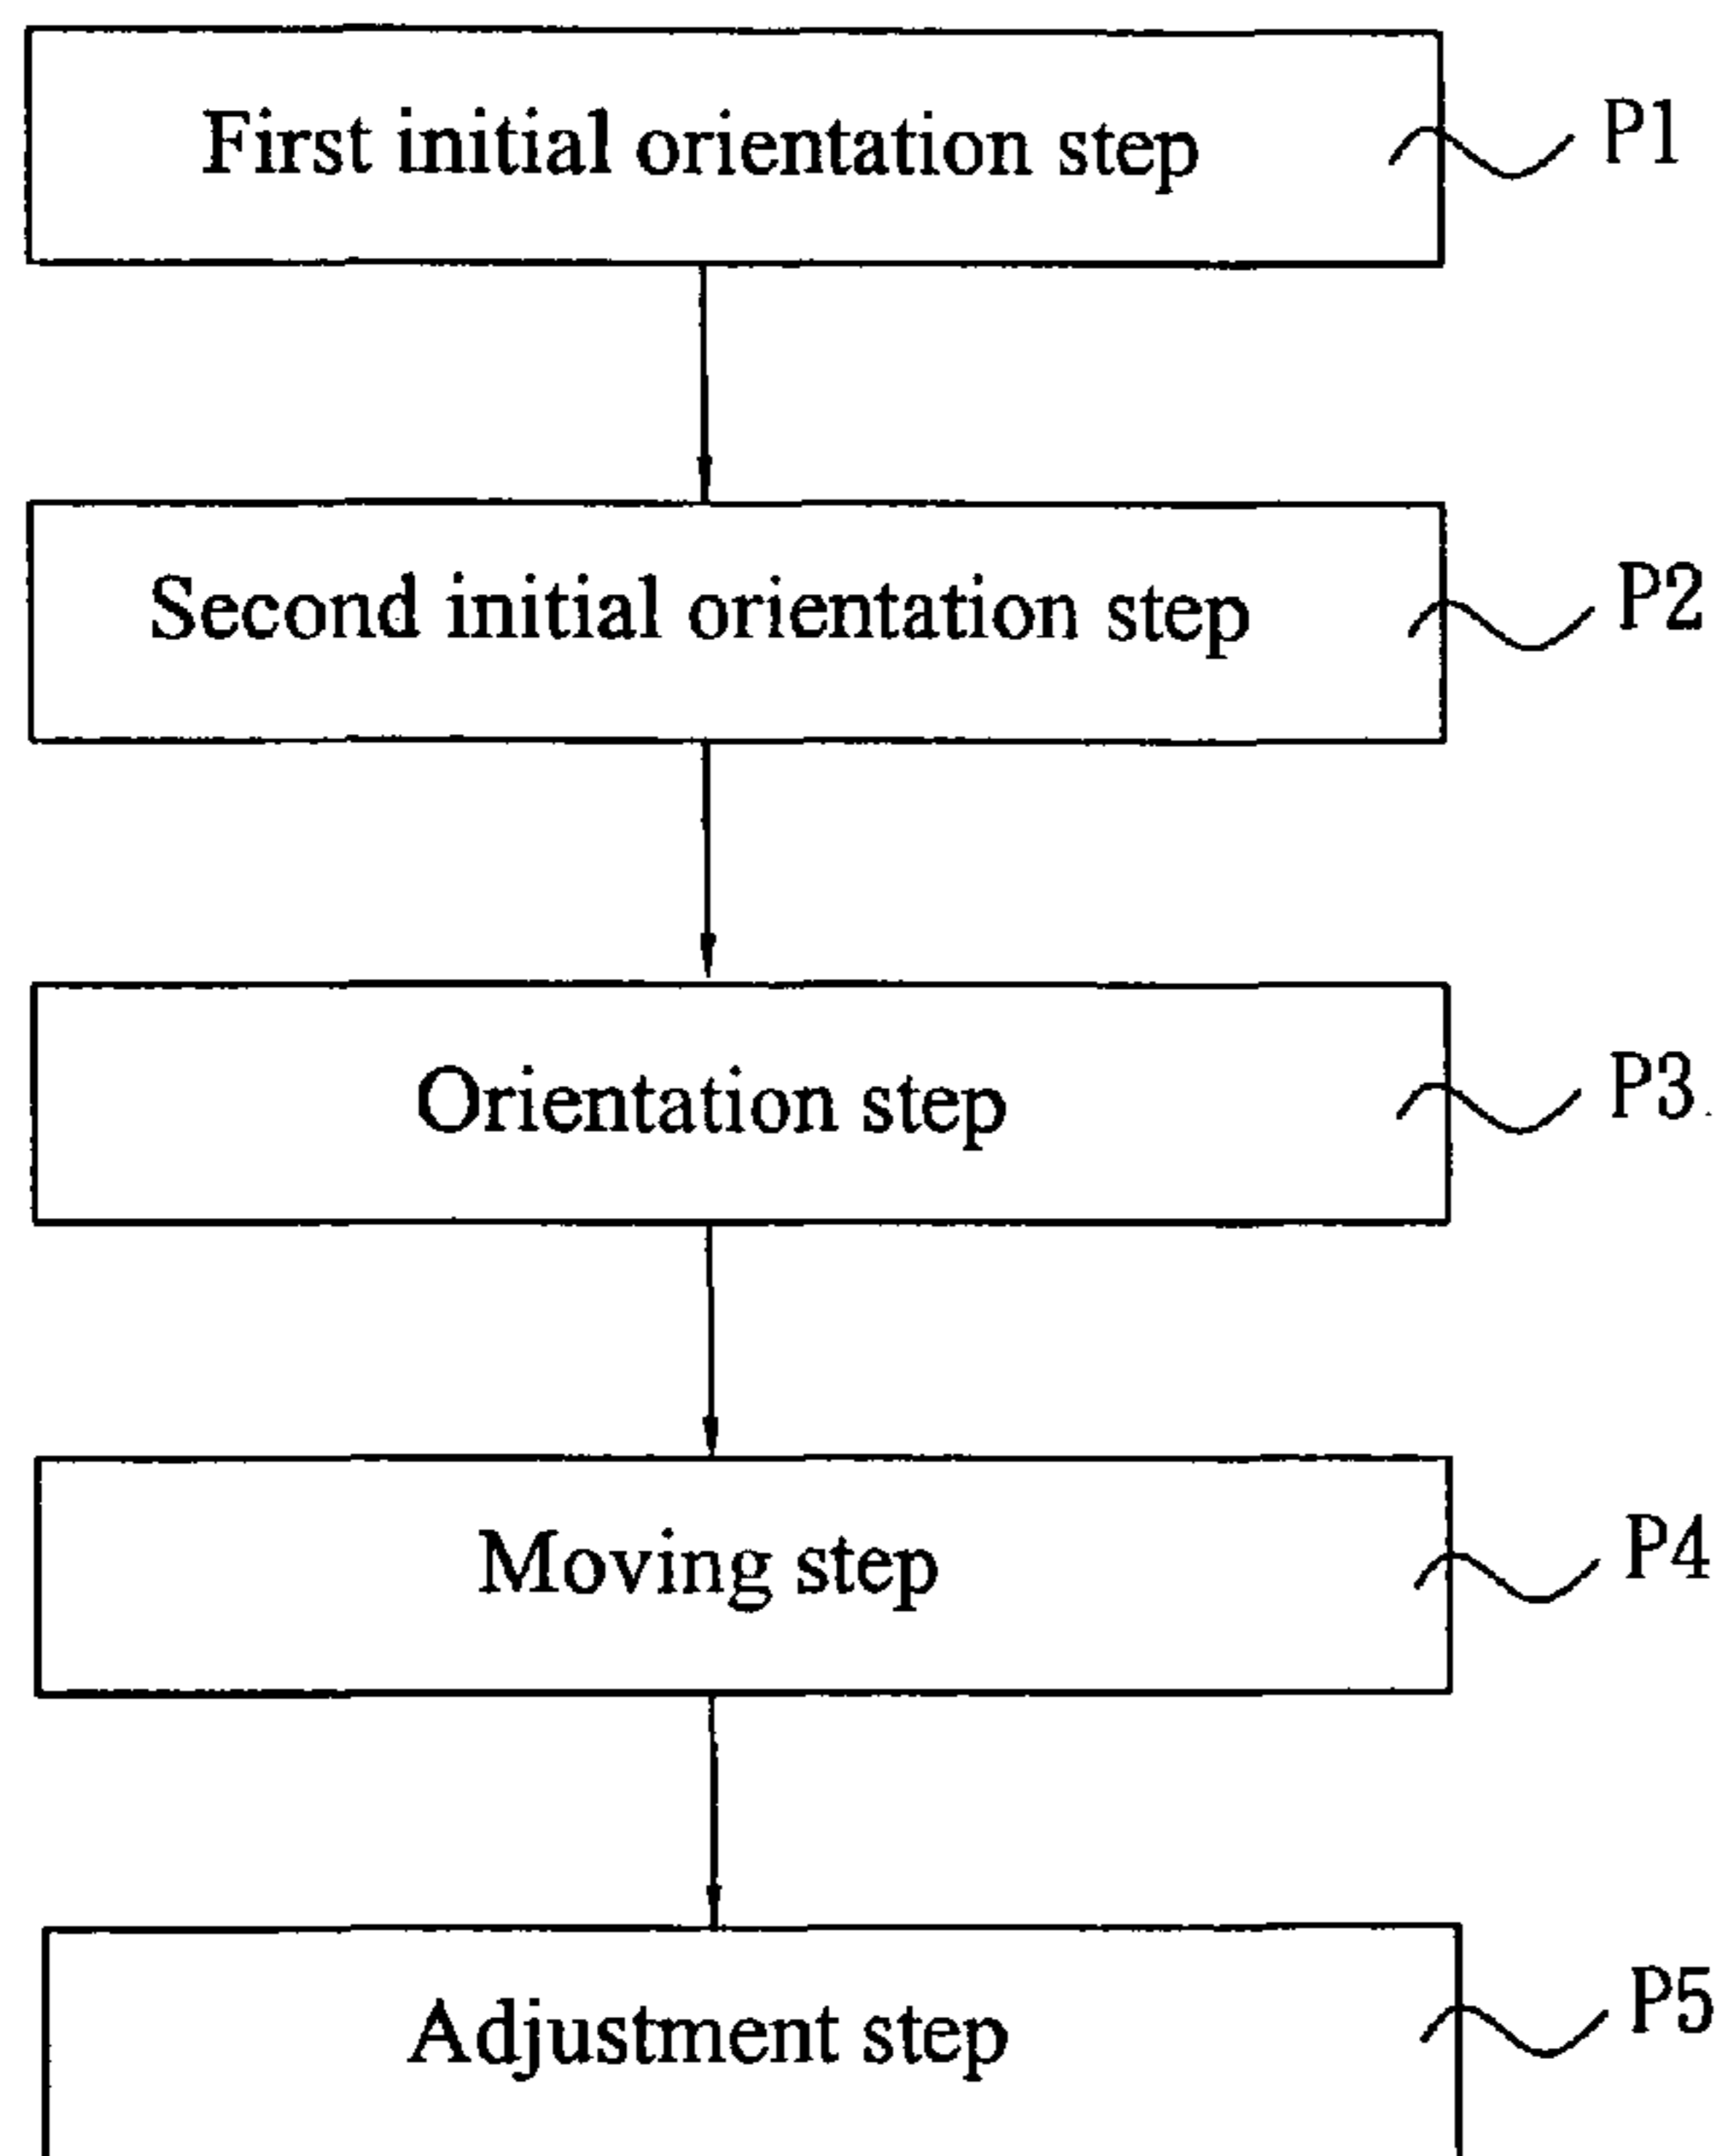 First initial orientation step
P1
Second initial orientation step
P2
Orientation step
P3
Moving step
P4
Adjustment step
P5